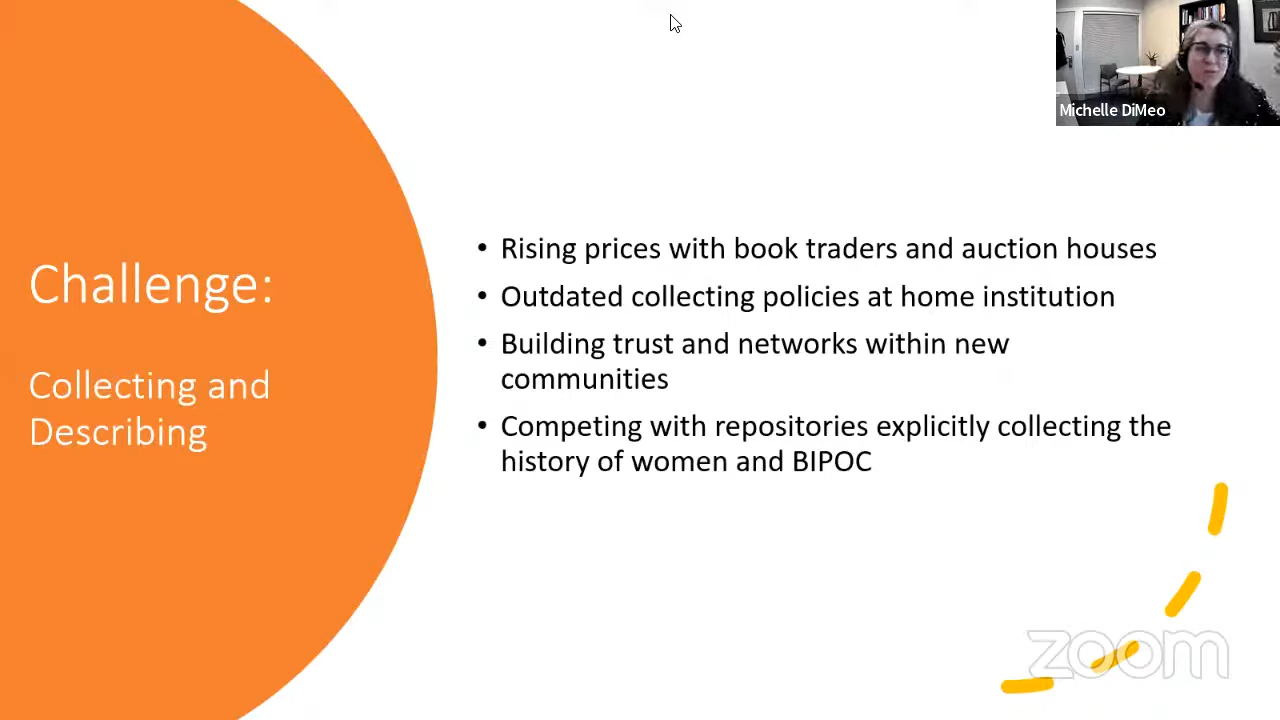 Michelle DiMeo
Challenge:
Collecting and
Describing
• Rising prices with book traders and auction houses
• Outdated collecting policies at home institution
• Building trust and networks within new
communities
• Competing with repositories explicitly collecting the
history of women and BIPOC
zoom